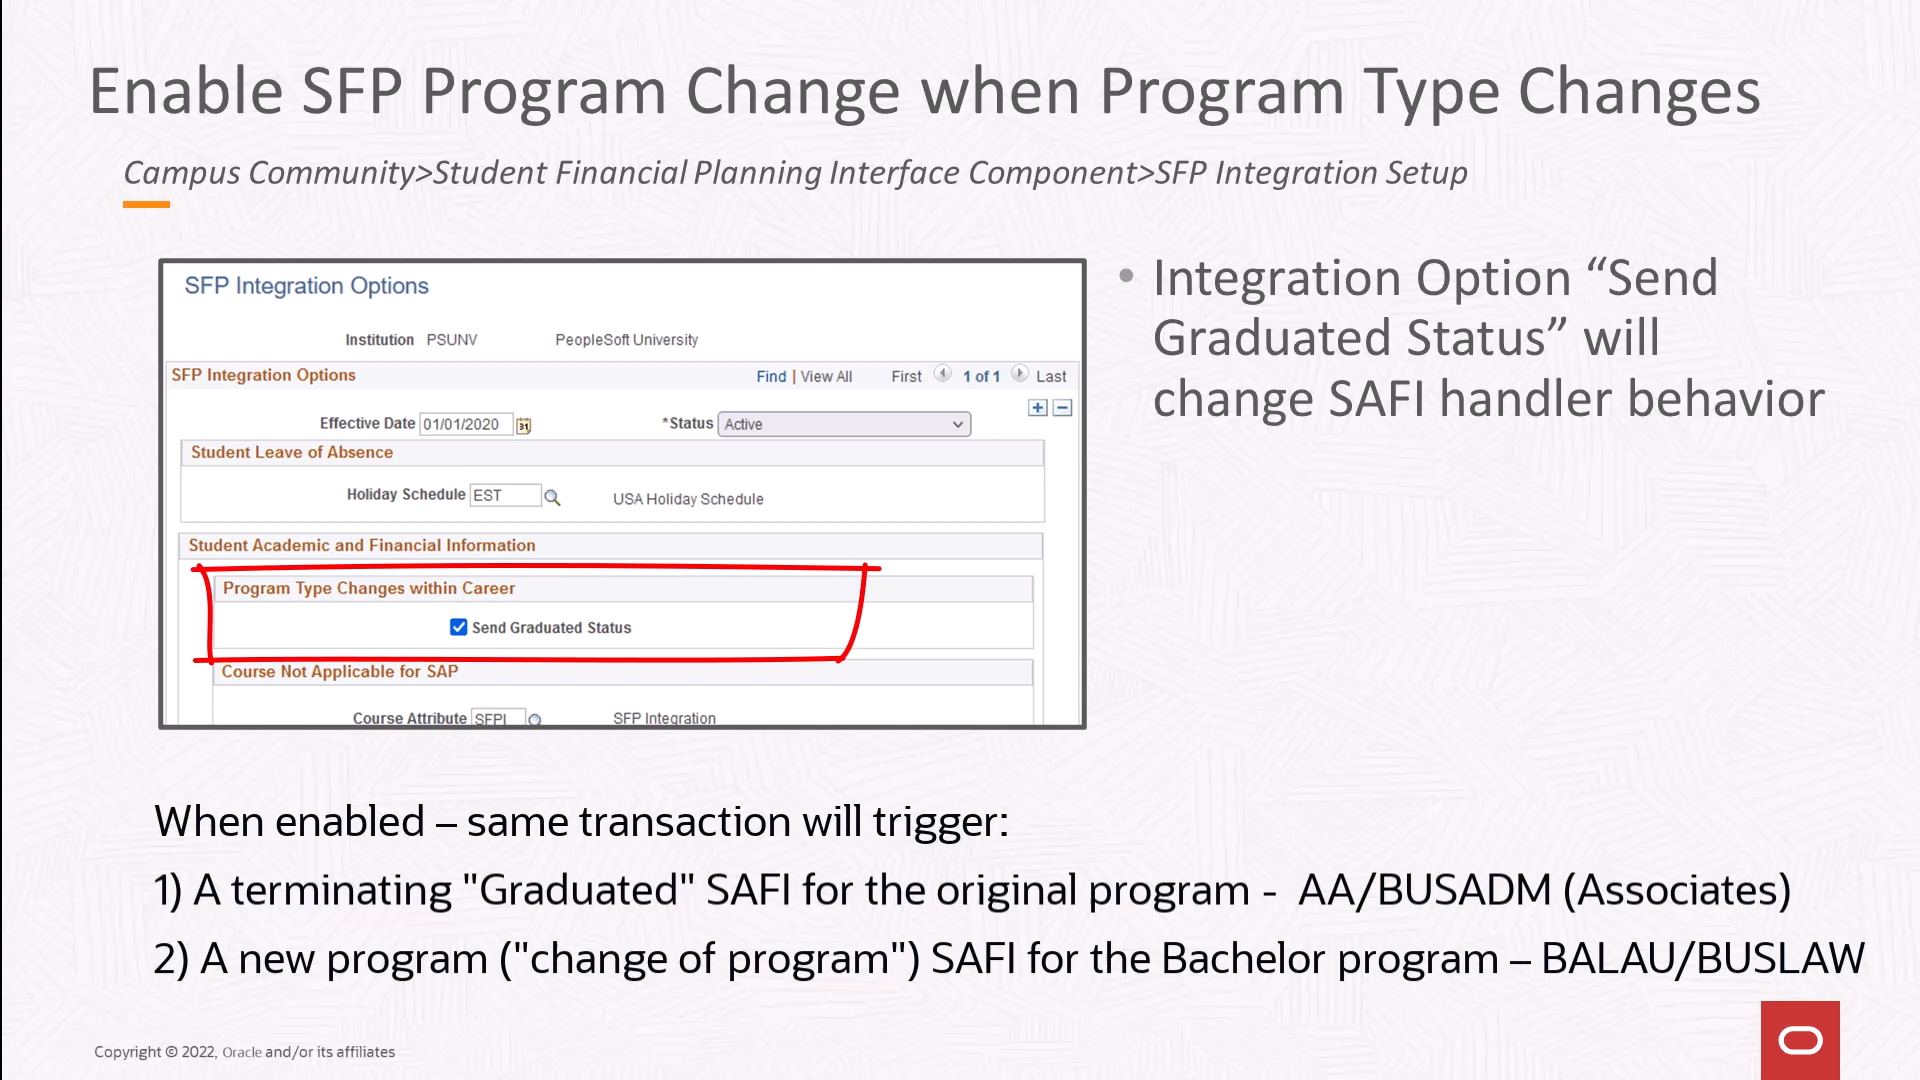 Enable SFP Program Change when Program Type Changes
Campus Community>Student Financial Planning Interface Component>SFP Integration Setup
SFP Integration Options
Institution PSUNV PeopleSoft University
SFP Integration Options Find | View All First 1 of 1 Last
Effective Date 01/01/2020 31 *Status Active
Student Leave of Absence
Holiday Schedule EST USA Holiday Schedule
Student Academic and Financial Information
Program Type Changes within Career
Send Graduated Status
Course Not Applicable for SAP
Course Attribute SFPI SFP Integration
• Integration Option “Send
Graduated Status” will
change SAFI handler behavior
When enabled – same transaction will trigger:
1) A terminating "Graduated" SAFI for the original program - AA/BUSADM (Associates)
2) A new program ("change of program") SAFI for the Bachelor program – BALAU/BUSLAW
Copyright © 2022, Oracle and/or its affiliates